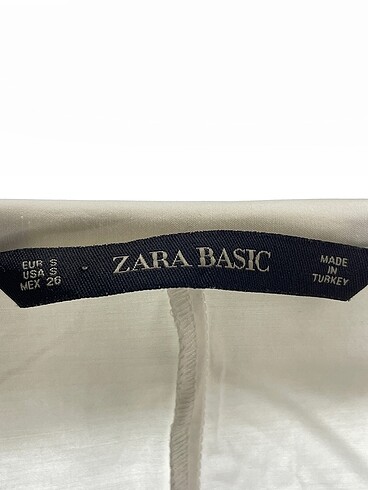 EUR S
USA S
MEX 26
ZARA BASIC
MADE
IN
TURKEY